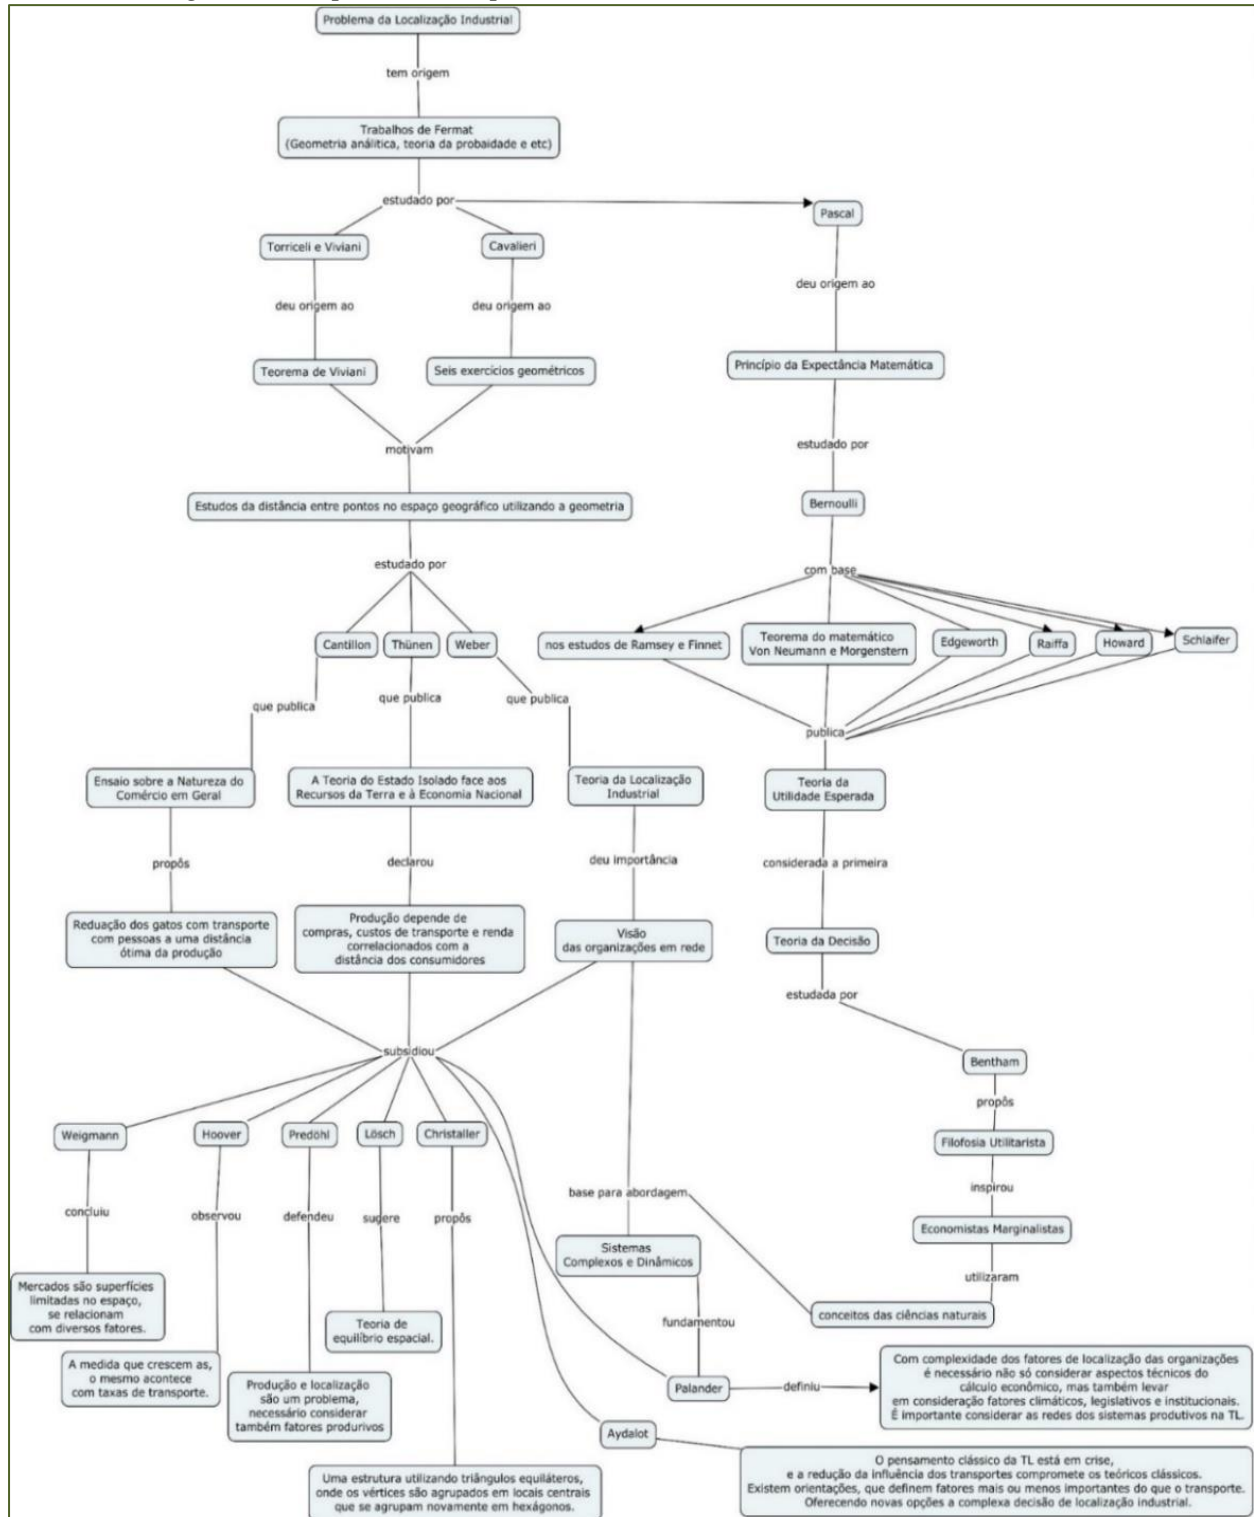 Problema da Localização Industrial
tem origem
Trabalhos de Fermat
(Geometria análitica, teoria da probaidade e etc)
estudado por
Pascal
Torriceli e Viviani
Cavalieri
deu origem ao
deu origem ao
deu origem ao
Teorema de Viviani
Seis exercícios geométricos
Princípio da Expectância Matemática
motivam
estudado por
Estudos da distância entre pontos no espaço geográfico utilizando a geometria
Bernoulli
estudado por
com base
Cantillon
Thünen
Weber
nos estudos de Ramsey e Finnet
Teorema do matemático
Von Neumann e Morgenstern
Edgeworth
Raiffa
Howard
Schlaifer
que publica
que publica
que publica
publica
Ensaio sobre a Natureza do
Comércio em Geral
A Teoria do Estado Isolado face aos
Recursos da Terra e à Economia Nacional
Teoria da Localização
Industrial
Teoria da
Utilidade Esperada
propôs
declarou
deu importância
considerada a primeira
Reduação dos gatos com transporte
com pessoas a uma distância
ótima da produção
Produção depende de
compras, custos de transporte e renda
correlacionados com a
distância dos consumidores
Visão
das organizações em rede
Teoria da Decisão
estudada por
subsidiou
Bentham
propôs
Weigmann
Hoover
Predöhl
Lösch
Christaller
Filofosia Utilitarista
inspirou
concluiu
observou
defendeu
sugere
propôs
base para abordagem
Economistas Marginalistas
utilizaram
Sistemas
Complexos e Dinâmicos
Mercados são superfícies
limitadas no espaço,
se relacionam
com diversos fatores.
Teoria de
equilíbrio espacial.
fundamentou
conceitos das ciências naturais
A medida que crescem as,
o mesmo acontece
com taxas de transporte.
Produção e localização
são um problema,
necessário considerar
também fatores produrivos
Palander
definiu
Com complexidade dos fatores de localização das organizações
é necessário não só considerar aspectos técnicos do
cálculo econômico, mas também levar
em consideração fatores climáticos, legislativos e institucionais.
É importante considerar as redes dos sistemas produtivos na TL.
Aydalot
Uma estrutura utilizando triângulos equiláteros,
onde os vértices são agrupados em locais centrais
que se agrupam novamente em hexágonos.
O pensamento clássico da TL está em crise,
e a redução da influência dos transportes compromete os teóricos clássicos.
Existem orientações, que definem fatores mais ou menos importantes do que o transporte.
Oferecendo novas opções a complexa decisão de localização industrial.